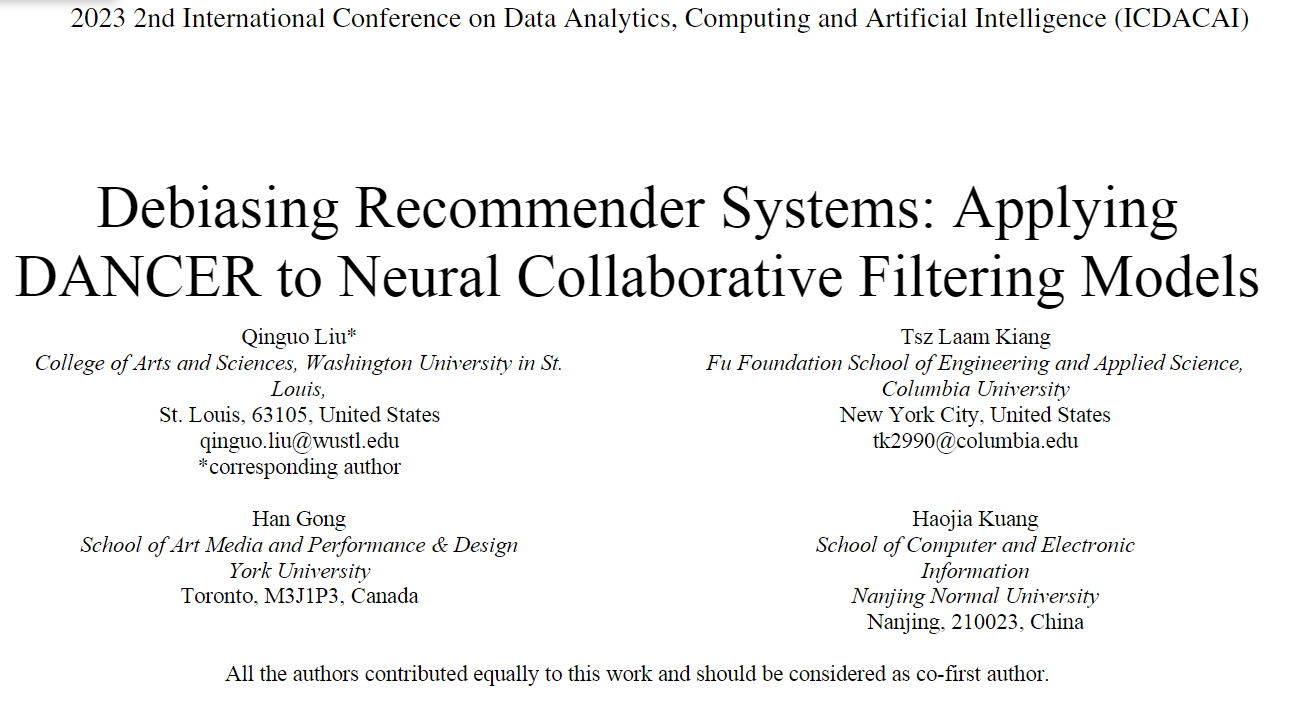 2023 2nd International Conference on Data Analytics, Computing and Artificial Intelligence (ICDACAI)
Debiasing Recommender Systems: Applying
DANCER to Neural Collaborative Filtering Models
Qinguo Liu*
College of Arts and Sciences, Washington University in St.
Louis,
St. Louis, 63105, United States
qinguo.liu@wustl.edu
*corresponding author
Tsz Laam Kiang
Fu Foundation School of Engineering and Applied Science,
Columbia University
New York City, United States
tk2990@columbia.edu
Han Gong
School of Art Media and Performance & Design
York University
Toronto, M3J1P3, Canada
Haojia Kuang
School of Computer and Electronic
Information
Nanjing Normal University
Nanjing, 210023, China
All the authors contributed equally to this work and should be considered as co-first author.